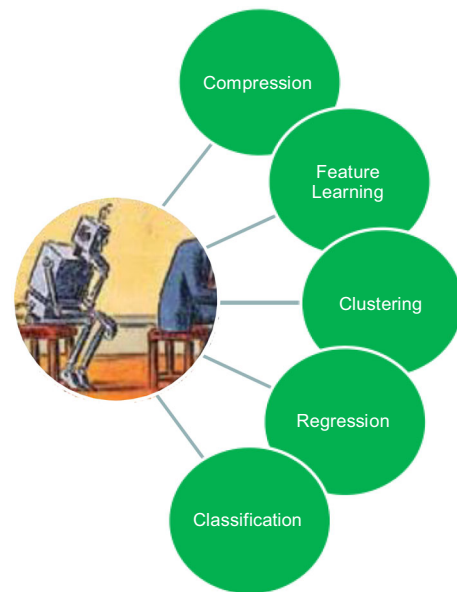 Compression
Feature
Learning
Clustering
Regression
Classification